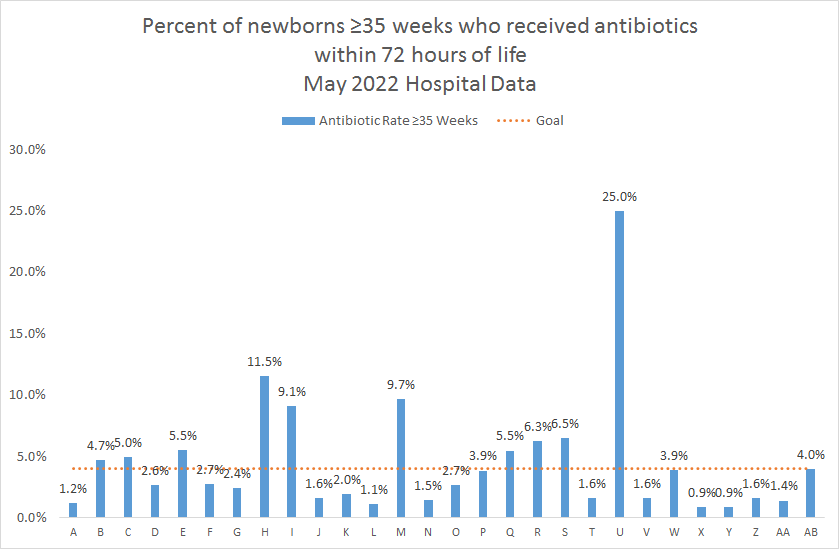 Percent of newborns ≥35 weeks who received antibiotics
within 72 hours of life
May 2022 Hospital Data
Antibiotic Rate ≥35 Weeks Goal
30.0%
25.0%
20.0%
15.0%
10.0%
5.0%
0.0%
1.2% 4.7% 5.0% 2.6% 5.5% 2.7% 2.4% 11.5% 9.1% 1.6% 2.0% 1.1% 9.7% 1.5% 2.7% 3.9% 5.5% 6.3% 6.5% 1.6% 25.0% 1.6% 3.9% 0.9% 0.9% 1.6% 1.4% 4.0%
A B C D E F G H I J K L M N O P Q R S T U V W X Y Z AA AB